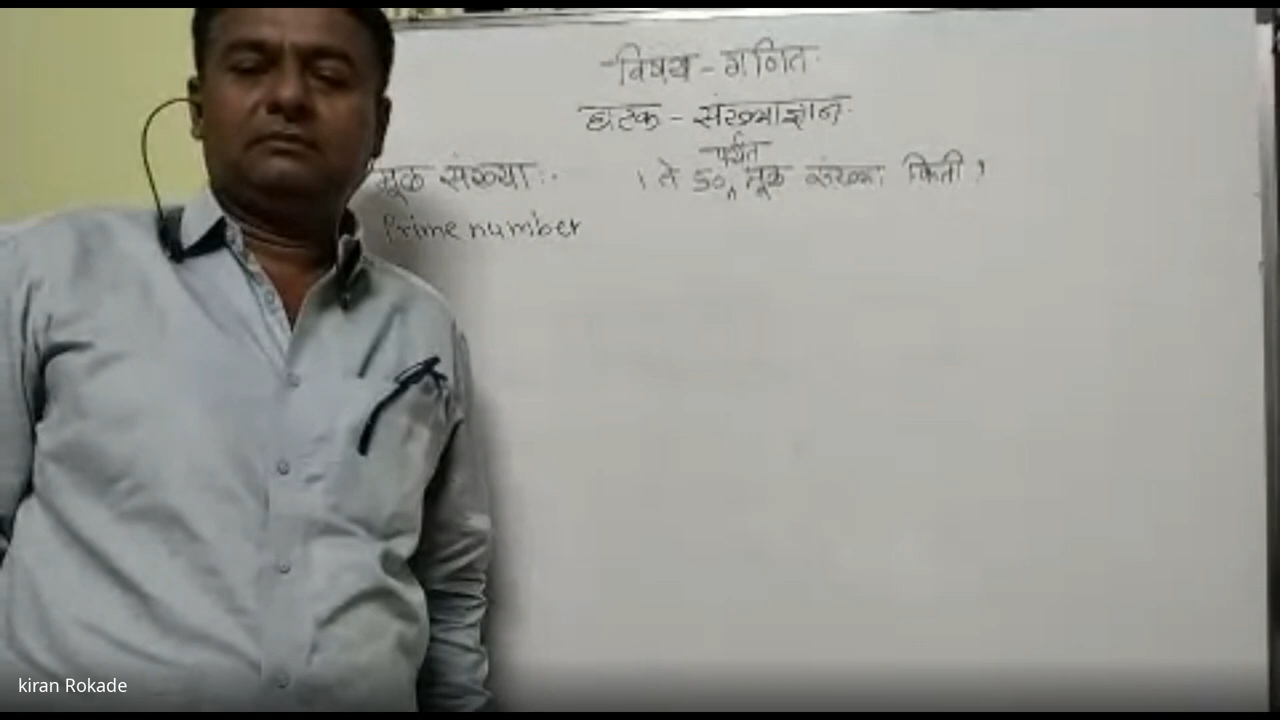 विषय - गणित.
घटक - संख्याज्ञान.
मूळ संख्या :-
1 ते 50 पर्यंत मूळ संख्या किती?
Prime number
kiran Rokade